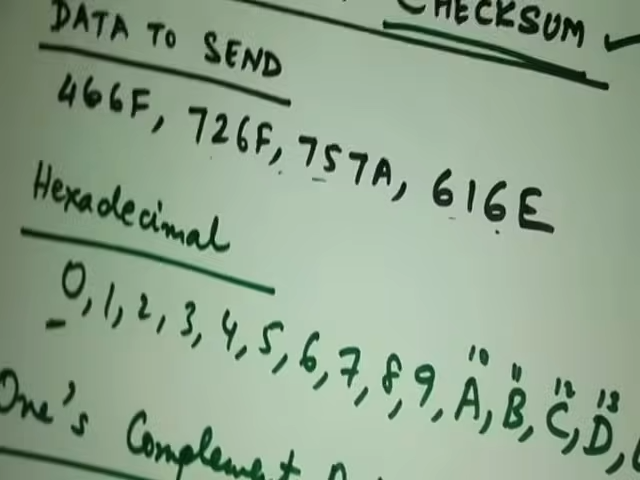 CHECKSUM
DATA TO SEND
466F, 726F, 757A, 616E
Hexadecimal
10 11 12 13
0, 1, 2, 3, 4, 5, 6, 7, 8, 9, A, B, C, D,
One's Complement